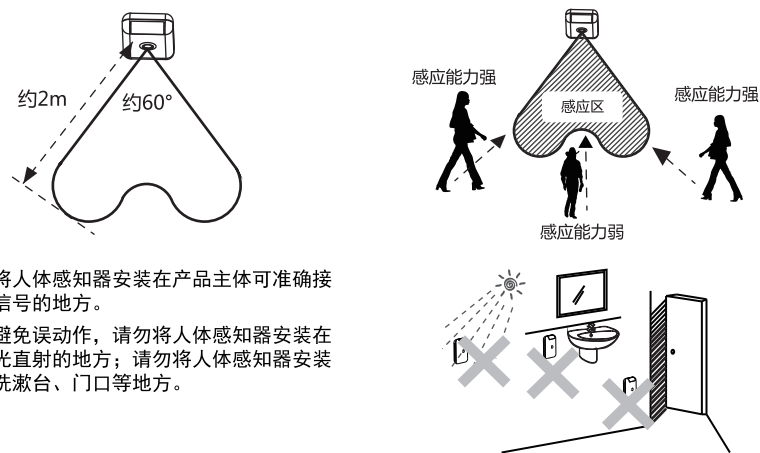 约2m
约60°
感应能力强
感应区
感应能力强
感应能力弱
将人体感知器安装在产品主体可准确接
信号的地方。
避免误动作，请勿将人体感知器安装在
光直射的地方；请勿将人体感知器安装
洗漱台、门口等地方。